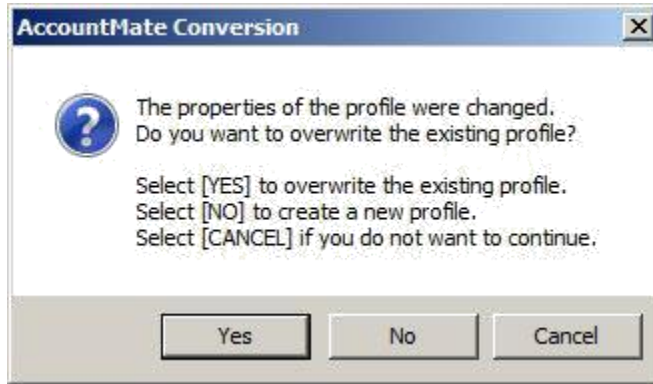 AccountMate Conversion
The properties of the profile were changed.
Do you want to overwrite the existing profile?
Select [YES] to overwrite the existing profile.
Select [NO] to create a new profile.
Select [CANCEL] if you do not want to continue.
Yes No Cancel